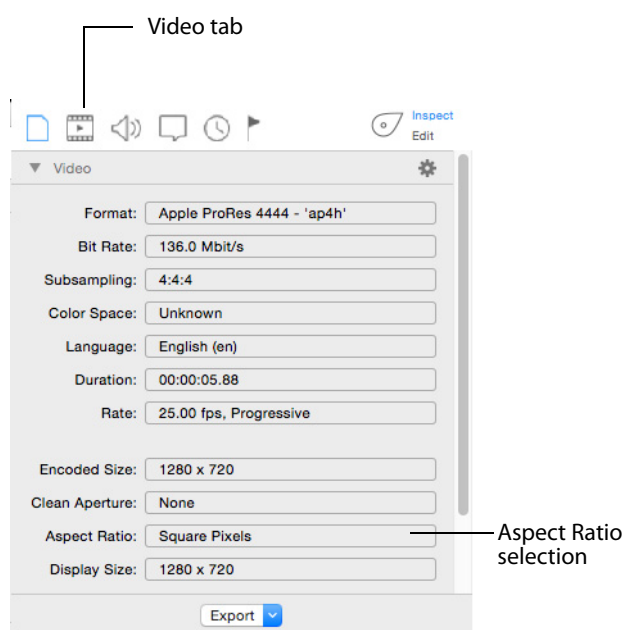 Video tab
Inspect
Edit
Video
Format: Apple ProRes 4444 - 'ap4h'
Bit Rate: 136.0 Mbit/s
Subsampling: 4:4:4
Color Space: Unknown
Language: English (en)
Duration: 00:00:05.88
Rate: 25.00 fps, Progressive
Encoded Size: 1280 x 720
Clean Aperture: None
Aspect Ratio: Square Pixels
Aspect Ratio
selection
Display Size: 1280 x 720
Export